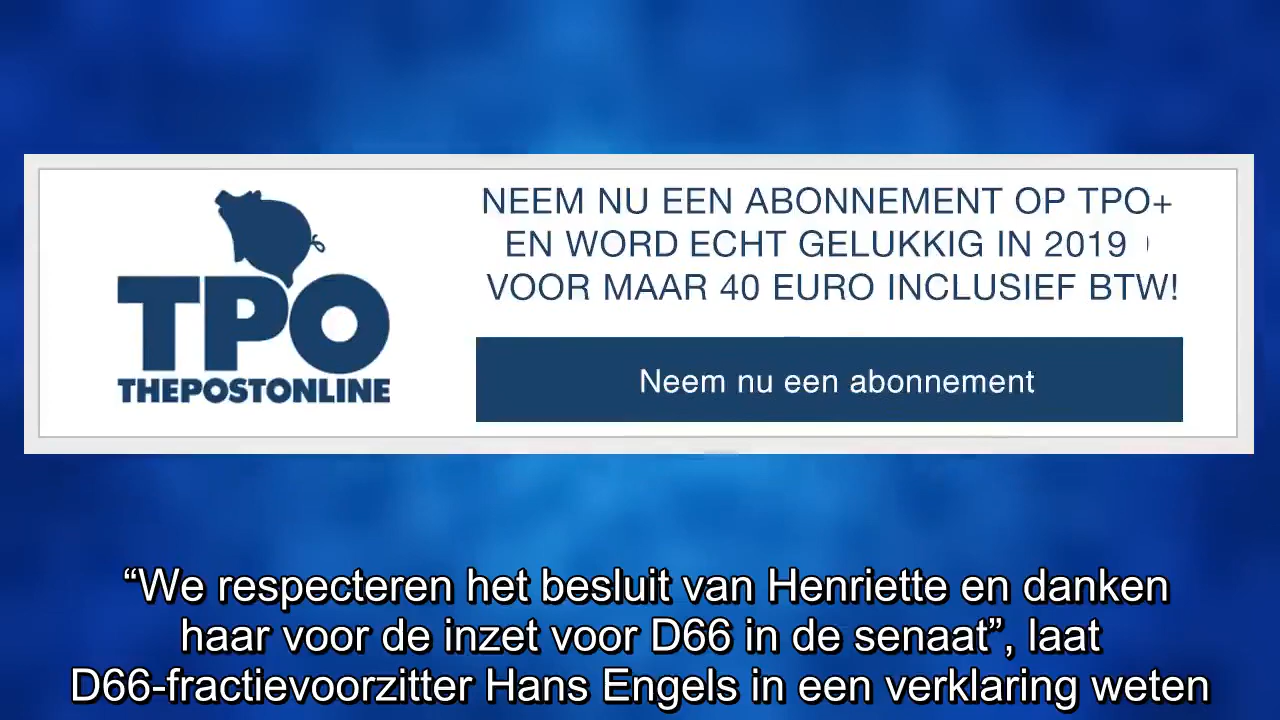 TPO
THEPOSTONLINE
NEEM NU EEN ABONNEMENT OP TPO+
EN WORD ECHT GELUKKIG IN 2019
VOOR MAAR 40 EURO INCLUSIEF BTW!
Neem nu een abonnement
“We respecteren het besluit van Henriette en danken
haar voor de inzet voor D66 in de senaat”, laat
D66-fractievoorzitter Hans Engels in een verklaring weten